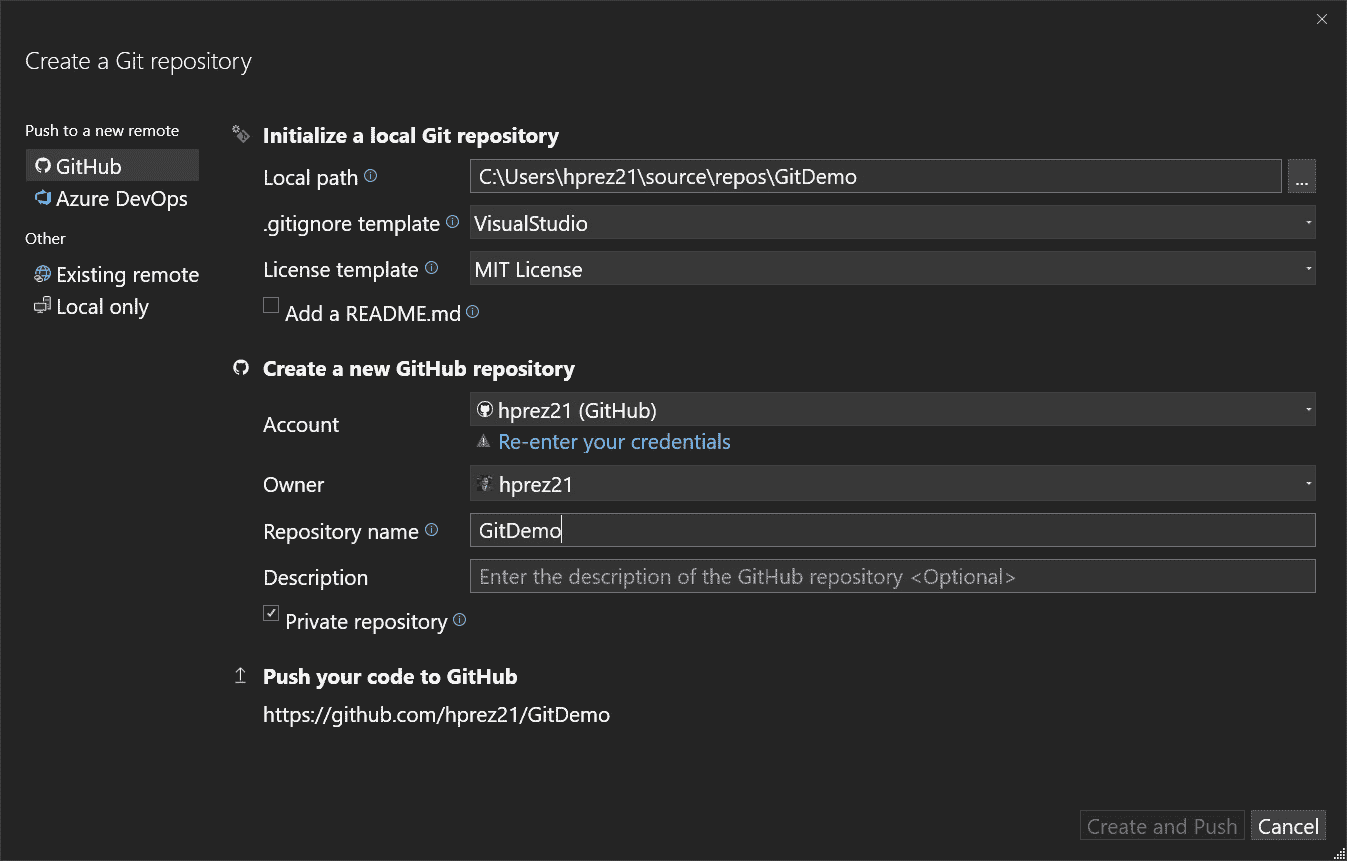 Create a Git repository
Push to a new remote
GitHub
Azure DevOps
Other
Existing remote
Local only
Initialize a local Git repository
Local path
C:\Users\hprez21\source\repos\GitDemo
...
.gitignore template
VisualStudio
License template
MIT License
Add a README.md
Create a new GitHub repository
Account
hprez21 (GitHub)
Re-enter your credentials
Owner
hprez21
Repository name
GitDemo
Description
Enter the description of the GitHub repository <Optional>
Private repository
Push your code to GitHub
https://github.com/hprez21/GitDemo
Create and Push
Cancel